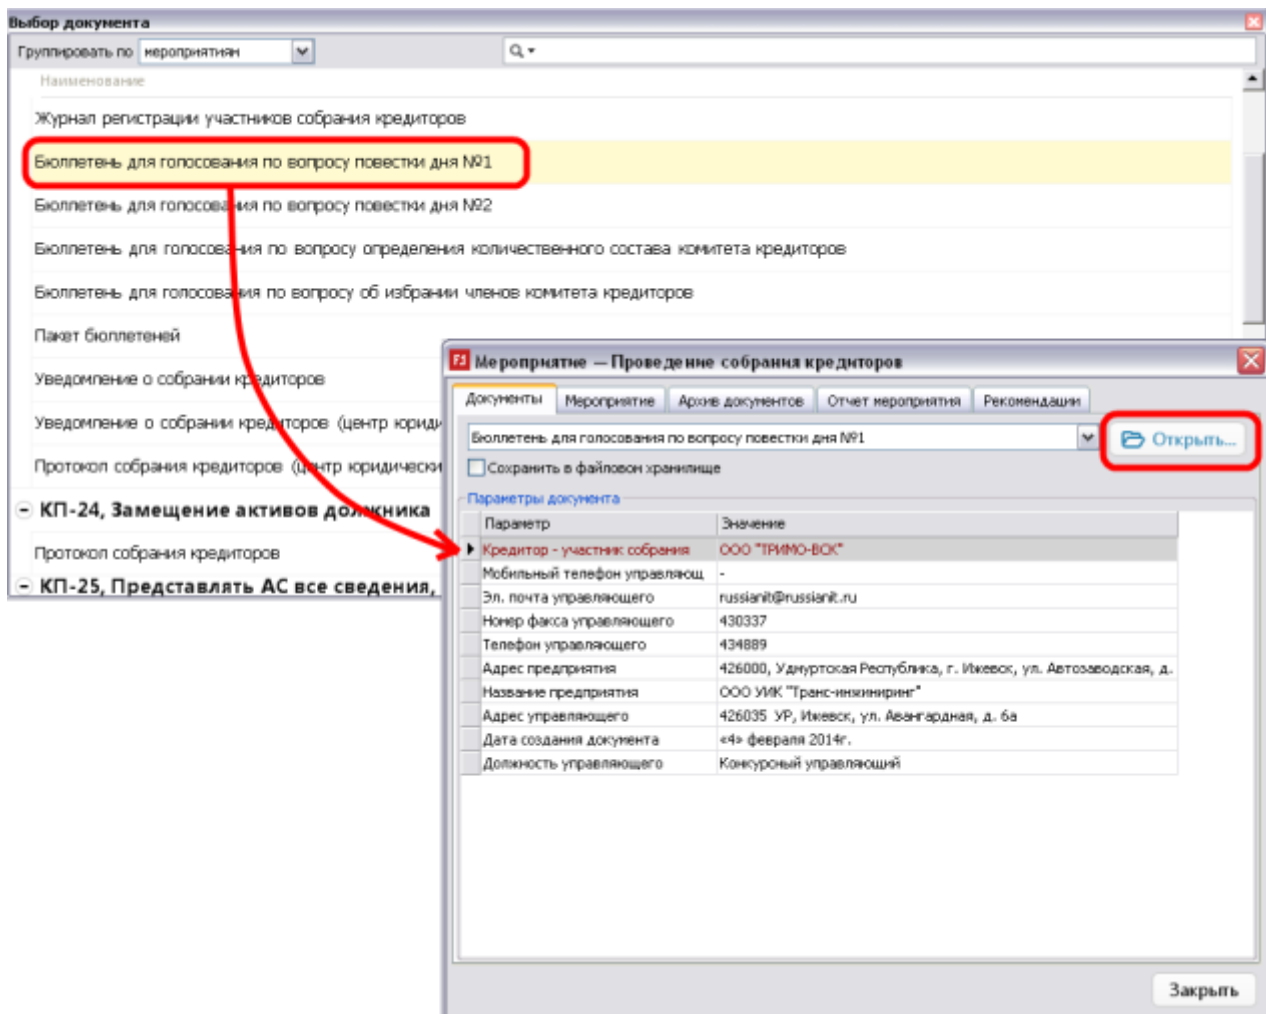 Выбор документа
Группировать по мероприятиям
Наименование
Журнал регистрации участников собрания кредиторов
Бюллетень для голосования по вопросу повестки дня №1
Бюллетень для голосования по вопросу повестки дня №2
Бюллетень для голосования по вопросу определения количественного состава комитета кредиторов
Бюллетень для голосования по вопросу об избрании членов комитета кредиторов
Пакет бюллетеней
Уведомление о собрании кредиторов
Уведомление о собрании кредиторов (центр юриди
Протокол собрания кредиторов (центр юридически
КП-24, Замещение активов должника
Протокол собрания кредиторов
КП-25, Представлять АС все сведения,
Мероприятие — Проведение собрания кредиторов
Документы Мероприятие Архив документов Отчет мероприятия Рекомендации
Бюллетень для голосования по вопросу повестки дня №1 Открыть...
Сохранить в файловом хранилище
Параметры документа
Параметр Значение
Кредитор - участник собрания ООО "ТРИМО-ВСК"
Мобильный телефон управляющ -
Эл. почта управляющего russianit@russianit.ru
Номер факса управляющего 430337
Телефон управляющего 434889
Адрес предприятия 426000, Удмуртская Республика, г. Ижевск, ул. Автозаводская, д.
Название предприятия ООО УИК "Транс-инжиниринг"
Адрес управляющего 426035 УР, Ижевск, ул. Авангардная, д. 6а
Дата создания документа «4» февраля 2014г.
Должность управляющего Конкурсный управляющий
Закрыть